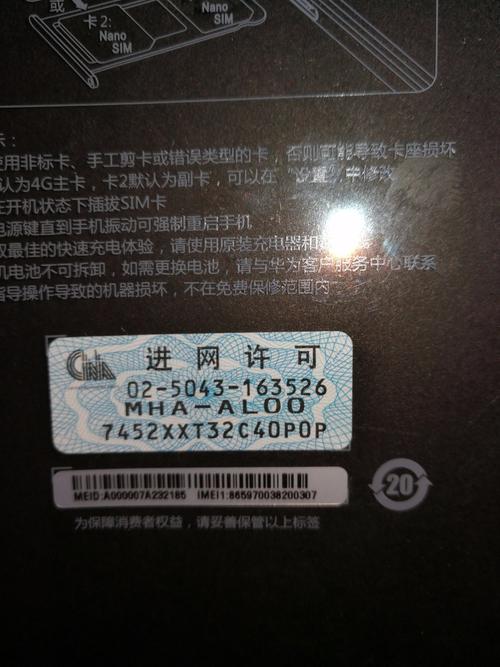 或
卡2:
Nano
SIM
Nano
SIM
卡:
使用非标卡、手工剪卡或错误类型的卡,否则可能导致卡座损坏
认为4G主卡,卡2默认为副卡,可以在“设置”中修改
在开机状态下插拔SIM卡
电源键直到手机振动可强制重启手机
取最佳的快速充电体验,请使用原装充电器和
机电池不可拆卸,如需更换电池,请与华为客户服务中心联系
指导操作导致的机器损坏,不在免费保修范围内
CNA 进网许可
02-5043-163526
MHA-AL00
7452XXT32C40P0P
MEID:A000007A232185 IMEI1:865970038200307
20
为保障消费者权益,请妥善保管以上标签